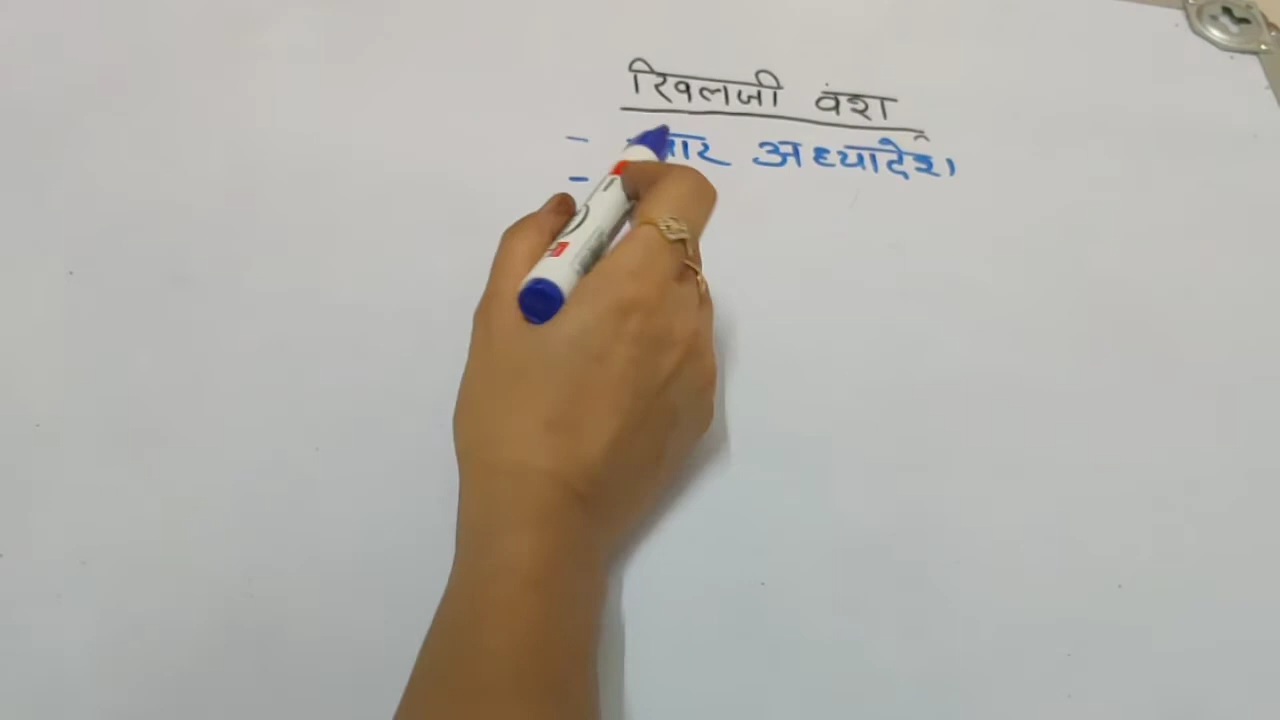 खिलजी वंश
- अध्यादेश
-